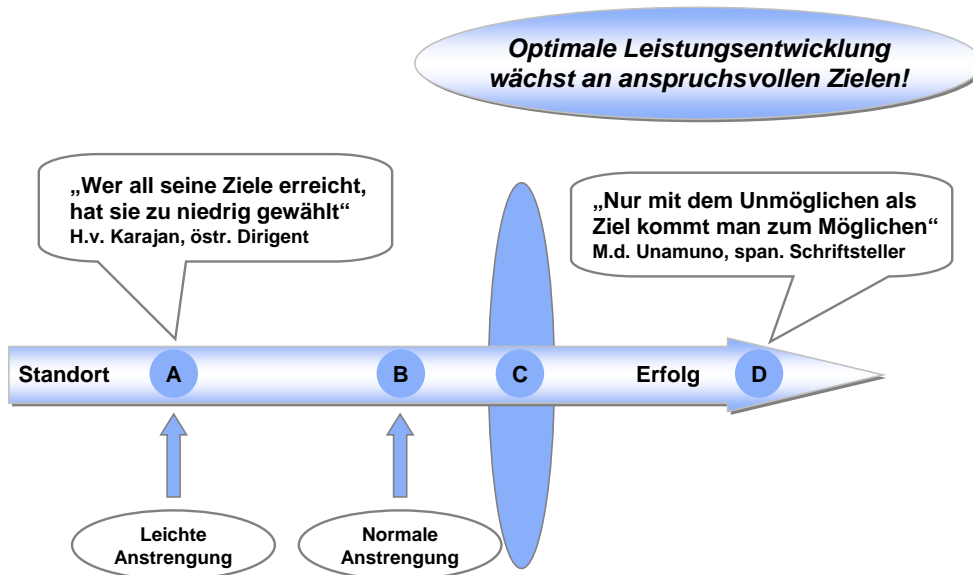 Optimale Leistungsentwicklung
wächst an anspruchsvollen Zielen!
„Wer all seine Ziele erreicht,
hat sie zu niedrig gewählt“
H.v. Karajan, östr. Dirigent
„Nur mit dem Unmöglichen als
Ziel kommt man zum Möglichen“
M.d. Unamuno, span. Schriftsteller
Standort A B C Erfolg D
Leichte
Anstrengung
Normale
Anstrengung